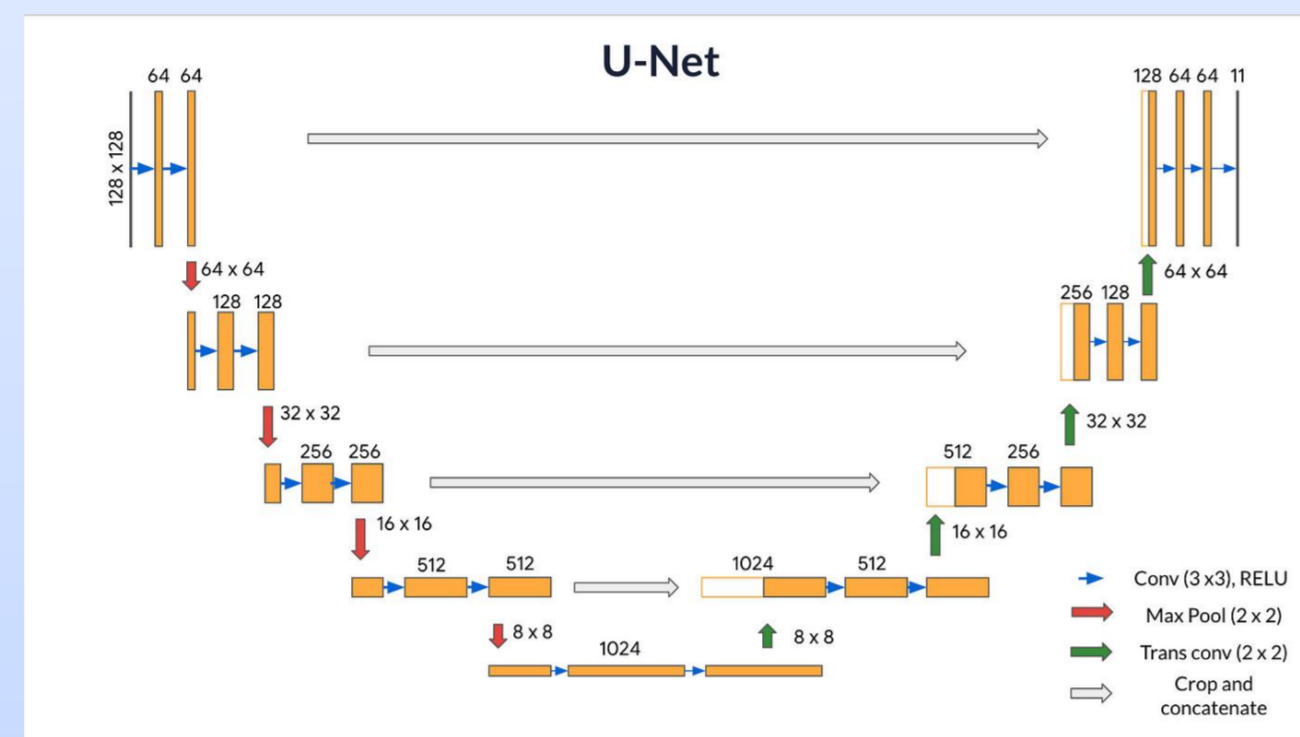 U-Net
64 64
128 x 128
128 64 64 11
64 x 64
64 x 64
128 128
256 128
32 x 32
32 x 32
256 256
512 256
16 x 16
16 x 16
512 512
1024 512
8 x 8
8 x 8
1024
Conv (3 x3), RELU
Max Pool (2 x 2)
Trans conv (2 x 2)
Crop and
concatenate